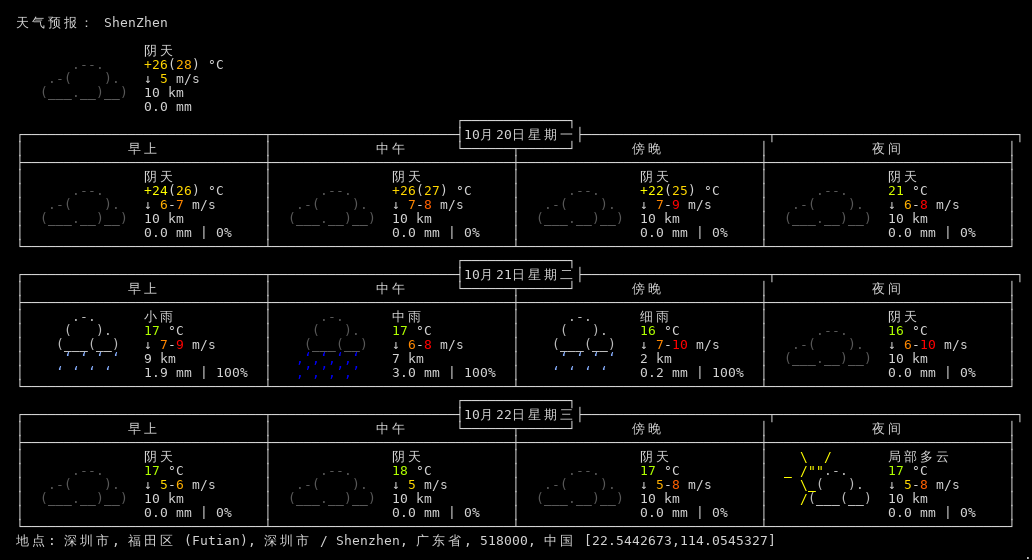 天气预报： ShenZhen
阴天
+26(28) °C
↓ 5 m/s
10 km
0.0 mm
10月20日星期一
早上 中午 傍晚 夜间
阴天 阴天 阴天 阴天
+24(26) °C +26(27) °C +22(25) °C 21 °C
↓ 6-7 m/s ↓ 7-8 m/s ↓ 7-9 m/s ↓ 6-8 m/s
10 km 10 km 10 km 10 km
0.0 mm | 0% 0.0 mm | 0% 0.0 mm | 0% 0.0 mm | 0%
10月21日星期二
早上 中午 傍晚 夜间
小雨 中雨 细雨 阴天
17 °C 17 °C 16 °C 16 °C
↓ 7-9 m/s ↓ 6-8 m/s ↓ 7-10 m/s ↓ 6-10 m/s
9 km 7 km 2 km 10 km
1.9 mm | 100% 3.0 mm | 100% 0.2 mm | 100% 0.0 mm | 0%
10月22日星期三
早上 中午 傍晚 夜间
阴天 阴天 阴天 局部多云
17 °C 18 °C 17 °C 17 °C
↓ 5-6 m/s ↓ 5 m/s ↓ 5-8 m/s ↓ 5-8 m/s
10 km 10 km 10 km 10 km
0.0 mm | 0% 0.0 mm | 0% 0.0 mm | 0% 0.0 mm | 0%
地点: 深圳市, 福田区 (Futian), 深圳市 / Shenzhen, 广东省, 518000, 中国 [22.5442673,114.0545327]